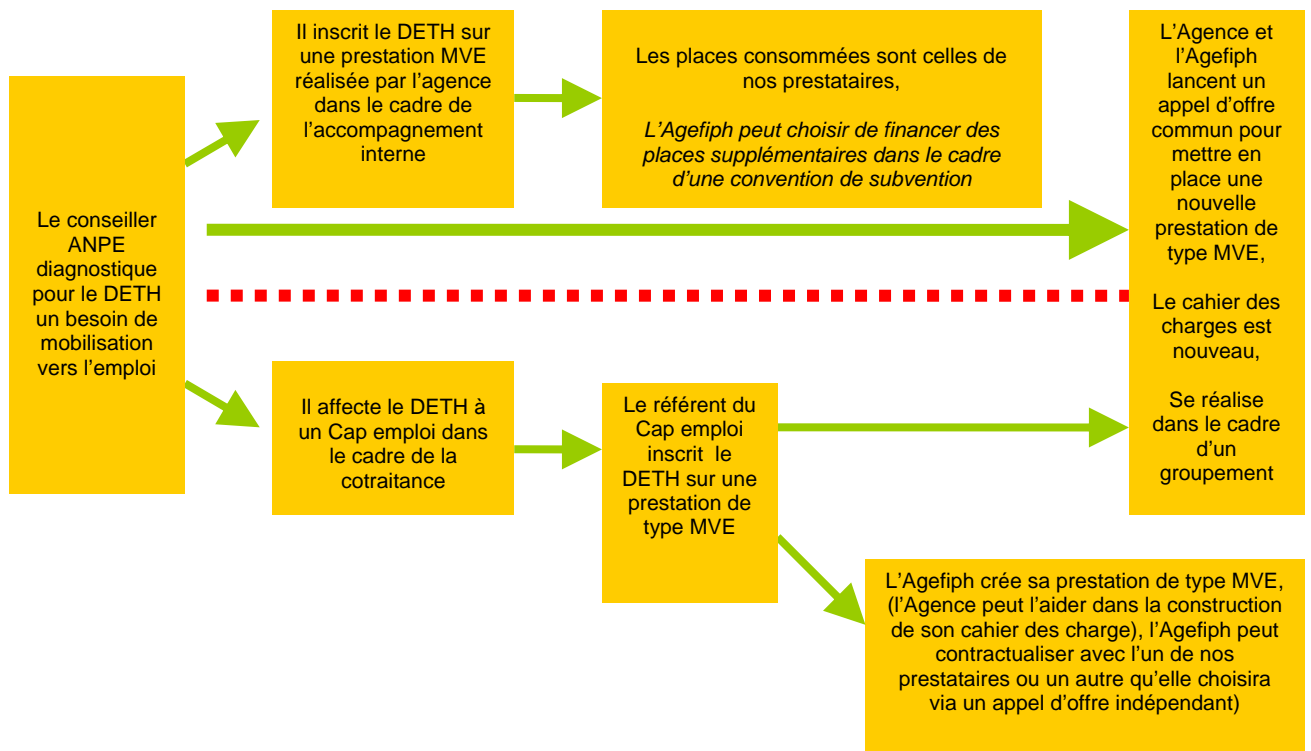 Le conseiller
ANPE
diagnostique
pour le DETH
un besoin de
mobilisation
vers l’emploi
Il inscrit le DETH sur
une prestation MVE
réalisée par l’agence
dans le cadre de
l’accompagnement
interne
Les places consommées sont celles de
nos prestataires,
L’Agefiph peut choisir de financer des
places supplémentaires dans le cadre
d’une convention de subvention
L’Agence et
l’Agefiph
lancent un
appel d’offre
commun pour
mettre en
place une
nouvelle
prestation de
type MVE,
Le cahier des
charges est
nouveau,
Se réalise
dans le cadre
d’un
groupement
Il affecte le DETH à
un Cap emploi dans
le cadre de la
cotraitance
Le référent du
Cap emploi
inscrit le
DETH sur une
prestation de
type MVE
L’Agefiph crée sa prestation de type MVE,
(l’Agence peut l’aider dans la construction
de son cahier des charge), l’Agefiph peut
contractualiser avec l’un de nos
prestataires ou un autre qu’elle choisira
via un appel d’offre indépendant)